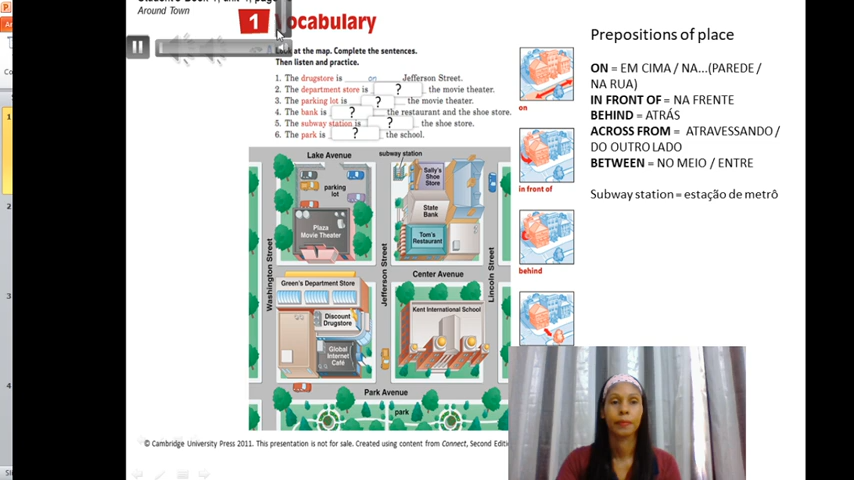 Around Town
1 Vocabulary
Look at the map. Complete the sentences.
Then listen and practice.
1. The drugstore is on Jefferson Street.
2. The department store is ? the movie theater.
3. The parking lot is ? the movie theater.
4. The bank is ? the restaurant and the shoe store.
5. The subway station is ? the shoe store.
6. The park is ? the school.
on
in front of
behind
Prepositions of place
ON = EM CIMA / NA...(PAREDE /
NA RUA)
IN FRONT OF = NA FRENTE
BEHIND = ATRÁS
ACROSS FROM = ATRAVESSANDO /
DO OUTRO LADO
BETWEEN = NO MEIO / ENTRE
Subway station = estação de metrô
Lake Avenue
subway station
parking
lot
Sally's
Shoe
Store
State
Bank
Plaza
Movie Theater
Tom's
Restaurant
Washington Street
Jefferson Street
Lincoln Street
Center Avenue
Green's Department Store
Discount
Drugstore
Kent International School
Global
Internet
Café
Park Avenue
park
© Cambridge University Press 2011. This presentation is not for sale. Created using content from Connect, Second
1
2
3
4